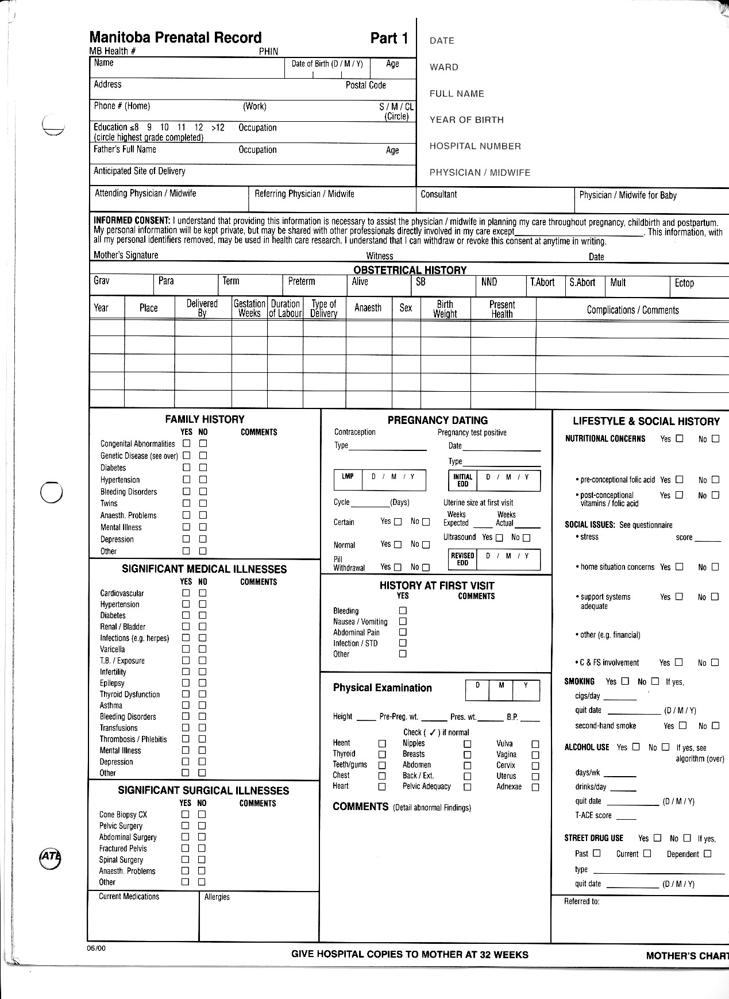 Manitoba Prenatal Record Part 1
MB Health # PHIN
Name Date of Birth (D / M / Y) Age
Address Postal Code
Phone # (Home) (Work) S / M / CL
(Circle)
Education ≤8 9 10 11 12 >12 Occupation
(circle highest grade completed)
Father's Full Name Occupation Age
Anticipated Site of Delivery
DATE
WARD
FULL NAME
YEAR OF BIRTH
HOSPITAL NUMBER
PHYSICIAN / MIDWIFE
Attending Physician / Midwife Referring Physician / Midwife Consultant Physician / Midwife for Baby
INFORMED CONSENT: I understand that providing this information is necessary to assist the physician / midwife in planning my care throughout pregnancy, childbirth and postpartum.
My personal information will be kept private, but may be shared with other professionals directly involved in my care except____________. This information, with
all my personal identifiers removed, may be used in health care research. I understand that I can withdraw or revoke this consent at anytime in writing.
Mother's Signature Witness Date
OBSTETRICAL HISTORY
Grav Para Term Preterm Alive SB NND T.Abort S.Abort Mult Ectop
Year Place Delivered By Gestation Weeks Duration of Labour Type of Delivery Anaesth Sex Birth Weight Present Health Complications / Comments
FAMILY HISTORY
YES NO COMMENTS
Congenital Abnormalities ☐ ☐
Genetic Disease (see over) ☐ ☐
Diabetes ☐ ☐
Hypertension ☐ ☐
Bleeding Disorders ☐ ☐
Twins ☐ ☐
Anaesth. Problems ☐ ☐
Mental Illness ☐ ☐
Depression ☐ ☐
Other ☐ ☐
SIGNIFICANT MEDICAL ILLNESSES
YES NO COMMENTS
Cardiovascular ☐ ☐
Hypertension ☐ ☐
Diabetes ☐ ☐
Renal / Bladder ☐ ☐
Infections (e.g. herpes) ☐ ☐
Varicella ☐ ☐
T.B. / Exposure ☐ ☐
Infertility ☐ ☐
Epilepsy ☐ ☐
Thyroid Dysfunction ☐ ☐
Asthma ☐ ☐
Bleeding Disorders ☐ ☐
Transfusions ☐ ☐
Thrombosis / Phlebitis ☐ ☐
Mental Illness ☐ ☐
Depression ☐ ☐
Other ☐ ☐
SIGNIFICANT SURGICAL ILLNESSES
YES NO COMMENTS
Cone Biopsy CX ☐ ☐
Pelvic Surgery ☐ ☐
Abdominal Surgery ☐ ☐
Fractured Pelvis ☐ ☐
Spinal Surgery ☐ ☐
Anaesth. Problems ☐ ☐
Other ☐ ☐
Current Medications Allergies
PREGNANCY DATING
Contraception Pregnancy test positive
Type____ Date____
Type____
LMP D / M / Y INITIAL EDD D / M / Y
Cycle____(Days) Uterine size at first visit
Weeks Weeks
Certain Yes ☐ No ☐ Expected ____ Actual ____
Ultrasound Yes ☐ No ☐
Normal Yes ☐ No ☐
REVISED EDD D / M / Y
Pill
Withdrawal Yes ☐ No ☐
HISTORY AT FIRST VISIT
YES COMMENTS
Bleeding ☐
Nausea / Vomiting ☐
Abdominal Pain ☐
Infection / STD ☐
Other ☐
Physical Examination D M Y
Height ____ Pre-Preg. wt. ____ Pres. wt.____ B.P. ____
Check ( ✓ ) if normal
Heent ☐ Nipples ☐ Vulva ☐
Thyroid ☐ Breasts ☐ Vagina ☐
Teeth/gums ☐ Abdomen ☐ Cervix ☐
Chest ☐ Back / Ext. ☐ Uterus ☐
Heart ☐ Pelvic Adequacy ☐ Adnexae ☐
COMMENTS (Detail abnormal Findings)
LIFESTYLE & SOCIAL HISTORY
NUTRITIONAL CONCERNS Yes ☐ No ☐
• pre-conceptional folic acid Yes ☐ No ☐
• post-conceptional Yes ☐ No ☐
vitamins / folic acid
SOCIAL ISSUES: See questionnaire
• stress score ____
• home situation concerns Yes ☐ No ☐
• support systems Yes ☐ No ☐
adequate
• other (e.g. financial)
• C & FS involvement Yes ☐ No ☐
SMOKING Yes ☐ No ☐ If yes,
cigs/day ____
quit date ____ (D / M / Y)
second-hand smoke Yes ☐ No ☐
ALCOHOL USE Yes ☐ No ☐ If yes, see
algorithm (over)
days/wk ____
drinks/day ____
quit date ____ (D / M / Y)
T-ACE score ____
STREET DRUG USE Yes ☐ No ☐ If yes,
Past ☐ Current ☐ Dependent ☐
type ____
quit date ____ (D / M / Y)
Referred to:
06/00
GIVE HOSPITAL COPIES TO MOTHER AT 32 WEEKS
MOTHER'S CHART